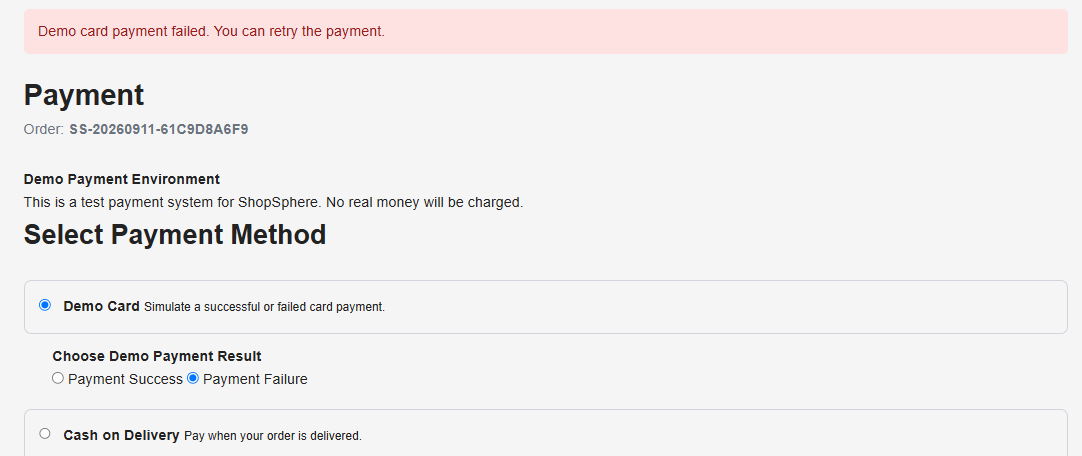 Demo card payment failed. You can retry the payment.
Payment
Order: SS-20260911-61C9D8A6F9
Demo Payment Environment
This is a test payment system for ShopSphere. No real money will be charged.
Select Payment Method
Demo Card Simulate a successful or failed card payment.
Choose Demo Payment Result
Payment Success Payment Failure
Cash on Delivery Pay when your order is delivered.